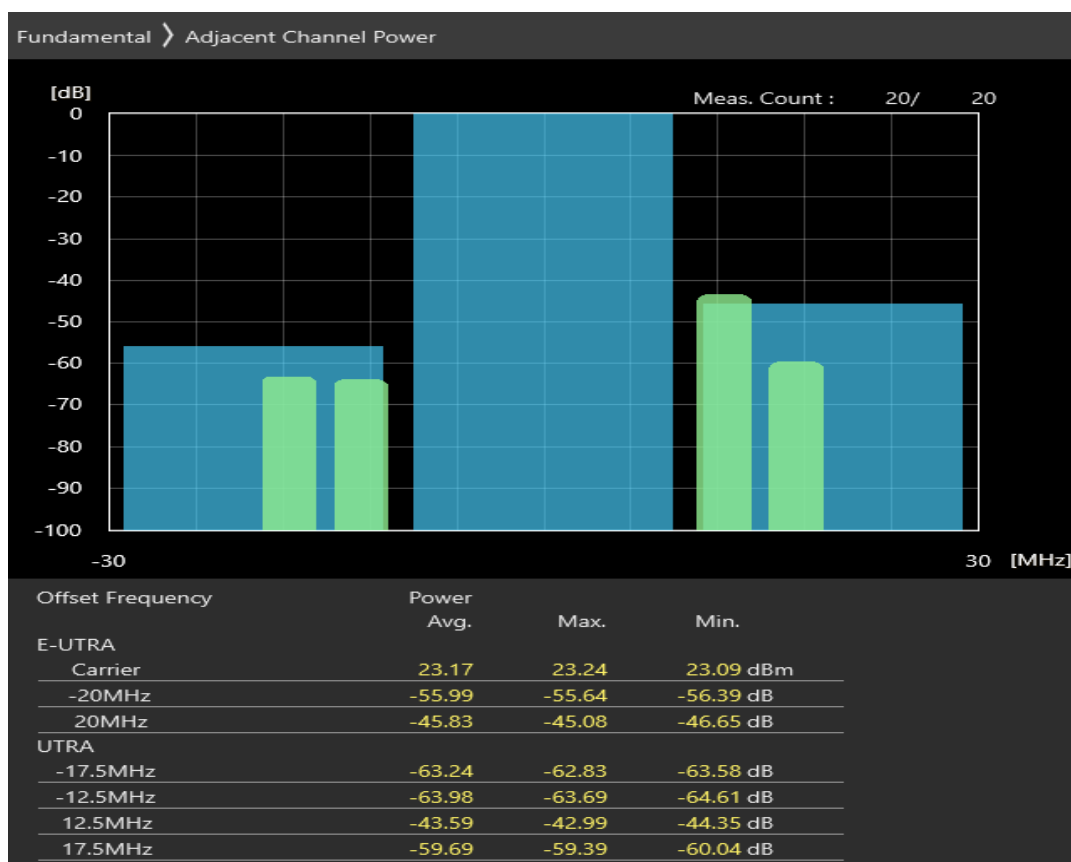 Fundamental ❯ Adjacent Channel Power
[dB]
Meas. Count : 20/ 20
0
-10
-20
-30
-40
-50
-60
-70
-80
-90
-100
-30 30 [MHz]
Offset Frequency Power
Avg. Max. Min.
E-UTRA
Carrier 23.17 23.24 23.09 dBm
-20MHz -55.99 -55.64 -56.39 dB
20MHz -45.83 -45.08 -46.65 dB
UTRA
-17.5MHz -63.24 -62.83 -63.58 dB
-12.5MHz -63.98 -63.69 -64.61 dB
12.5MHz -43.59 -42.99 -44.35 dB
17.5MHz -59.69 -59.39 -60.04 dB